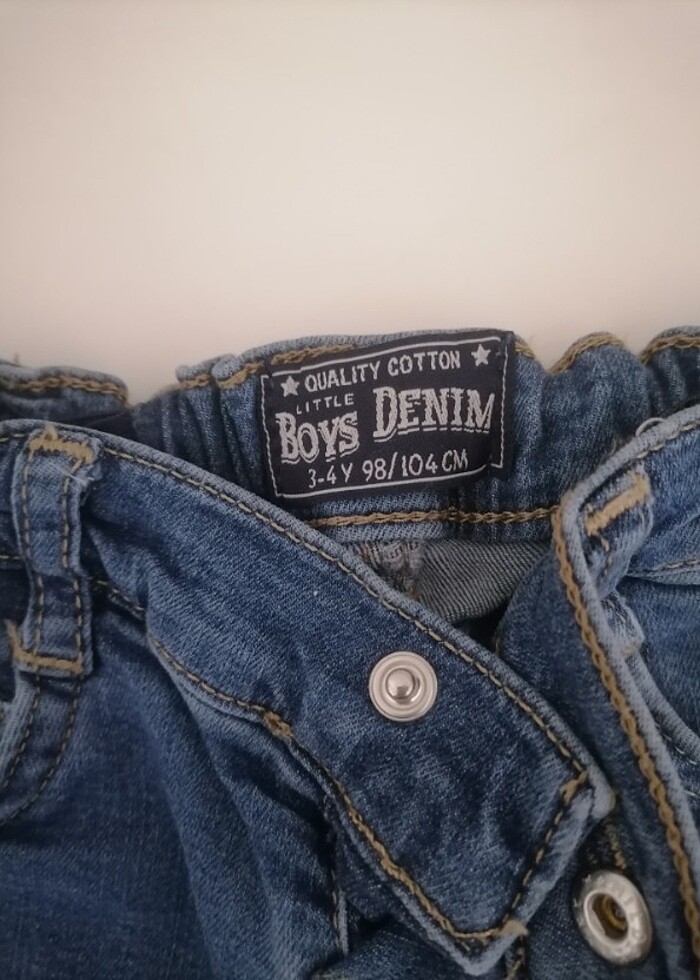 QUALITY COTTON
LITTLE
BOYS DENIM
3-4 Y 98/104 CM